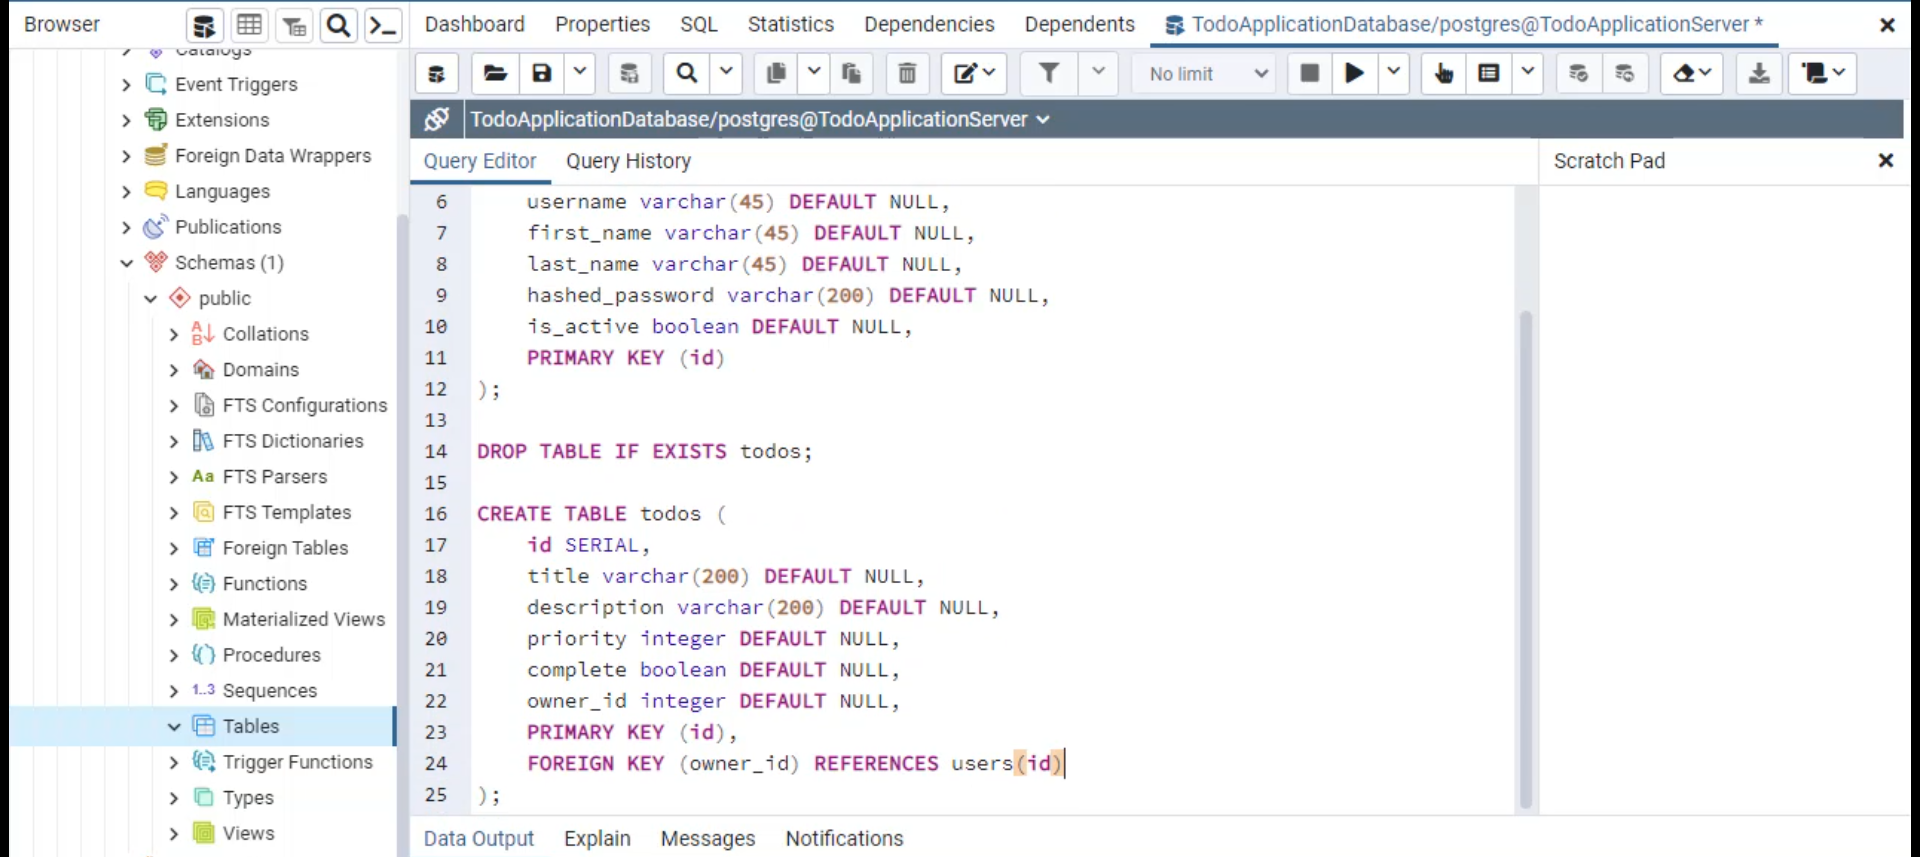 Browser
Dashboard Properties SQL Statistics Dependencies Dependents TodoApplicationDatabase/postgres@TodoApplicationServer *
No limit
TodoApplicationDatabase/postgres@TodoApplicationServer
Catalogs
Event Triggers
Extensions
Foreign Data Wrappers
Languages
Publications
Schemas (1)
public
Collations
Domains
FTS Configurations
FTS Dictionaries
Aa FTS Parsers
FTS Templates
Foreign Tables
Functions
Materialized Views
Procedures
1..3 Sequences
Tables
Trigger Functions
Types
Views
Query Editor Query History
Scratch Pad
6 username varchar(45) DEFAULT NULL,
7 first_name varchar(45) DEFAULT NULL,
8 last_name varchar(45) DEFAULT NULL,
9 hashed_password varchar(200) DEFAULT NULL,
10 is_active boolean DEFAULT NULL,
11 PRIMARY KEY (id)
12 );
13
14 DROP TABLE IF EXISTS todos;
15
16 CREATE TABLE todos (
17 id SERIAL,
18 title varchar(200) DEFAULT NULL,
19 description varchar(200) DEFAULT NULL,
20 priority integer DEFAULT NULL,
21 complete boolean DEFAULT NULL,
22 owner_id integer DEFAULT NULL,
23 PRIMARY KEY (id),
24 FOREIGN KEY (owner_id) REFERENCES users(id)
25 );
Data Output Explain Messages Notifications